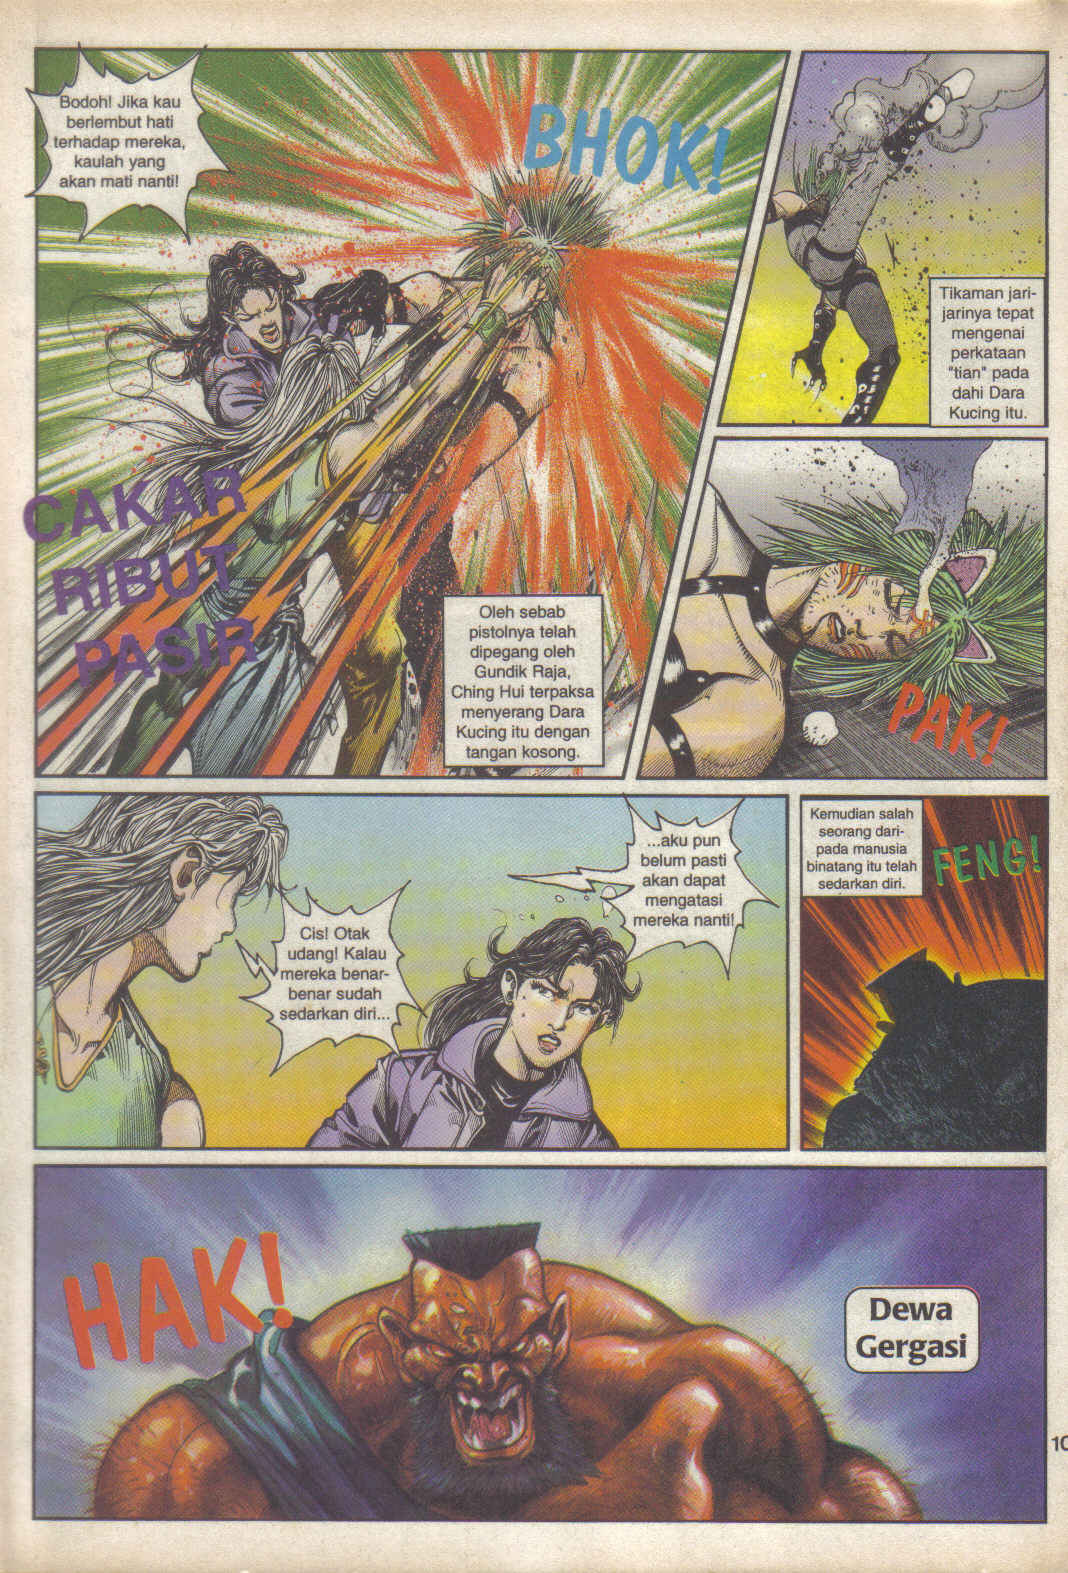 Bodoh! Jika kau
berlembut hati
terhadap mereka,
kaulah yang
akan mati nanti!
BHOK!
CAKAR
RIBUT
PASIR
Oleh sebab
pistolnya telah
dipegang oleh
Gundik Raja,
Ching Hui terpaksa
menyerang Dara
Kucing itu dengan
tangan kosong.
Tikaman jari-
jarinya tepat
mengenai
perkataan
"tian" pada
dahi Dara
Kucing itu.
PAK!
Cis! Otak
udang! Kalau
mereka benar-
benar sudah
sedarkan diri...
...aku pun
belum pasti
akan dapat
mengatasi
mereka nanti!
Kemudian salah
seorang dari-
pada manusia
binatang itu telah
sedarkan diri.
FENG!
HAK!
Dewa
Gergasi